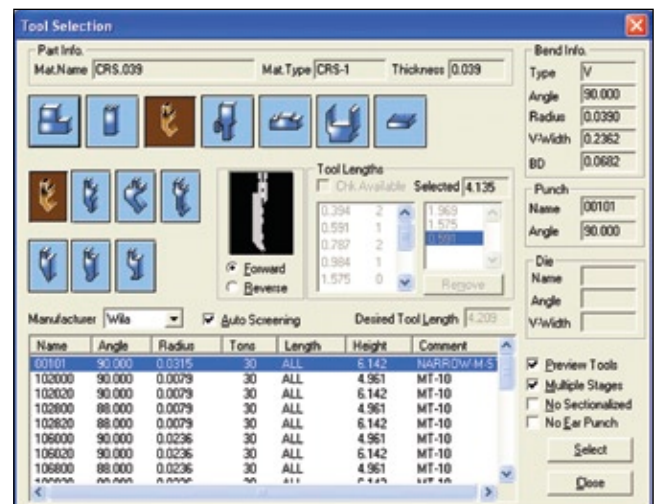 Tool Selection
Part Info.
Mat.Name CRS.039 Mat.Type CRS-1 Thickness 0.039
Bend Info.
Type V
Angle 90.000
Radius 0.0390
V-Width 0.2362
BD 0.0682
Punch
Name 00101
Angle 90.000
Die
Name
Angle
V-Width
Tool Lengths
Chk.Available Selected 4.135
0.394 2
0.591 1
0.787 2
0.984 1
1.575 0
1.969
1.575
0.591
Remove
Forward
Reverse
Manufacturer Wila Auto Screening Desired Tool Length 4.209
Name Angle Radius Tons Length Height Comment
00101 90.000 0.0315 30 ALL 6.142 NARROW-M-S
102000 90.000 0.0079 30 ALL 4.961 MT-10
102020 90.000 0.0079 30 ALL 6.142 MT-10
102800 88.000 0.0079 30 ALL 4.961 MT-10
102820 88.000 0.0079 30 ALL 6.142 MT-10
106000 90.000 0.0236 30 ALL 4.961 MT-10
106020 90.000 0.0236 30 ALL 6.142 MT-10
106800 88.000 0.0236 30 ALL 4.961 MT-10
Preview Tools
Multiple Stages
No Sectionalized
No Ear Punch
Select
Close